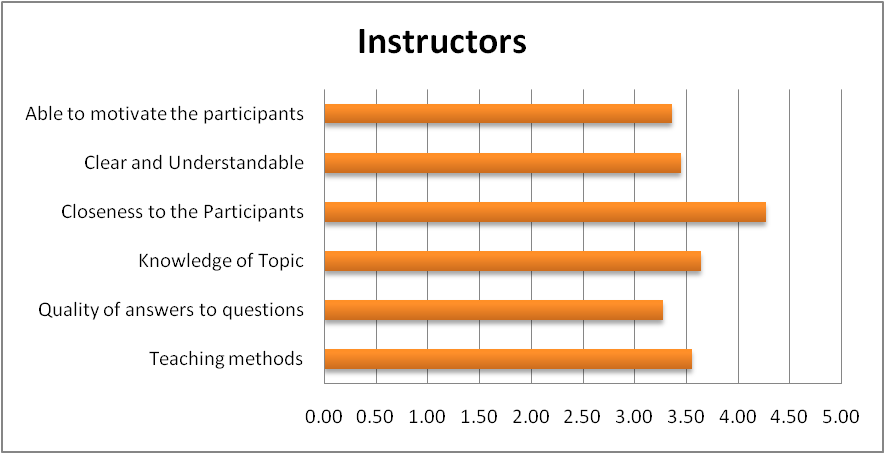 Instructors
Able to motivate the participants
Clear and Understandable
Closeness to the Participants
Knowledge of Topic
Quality of answers to questions
Teaching methods
0.00 0.50 1.00 1.50 2.00 2.50 3.00 3.50 4.00 4.50 5.00